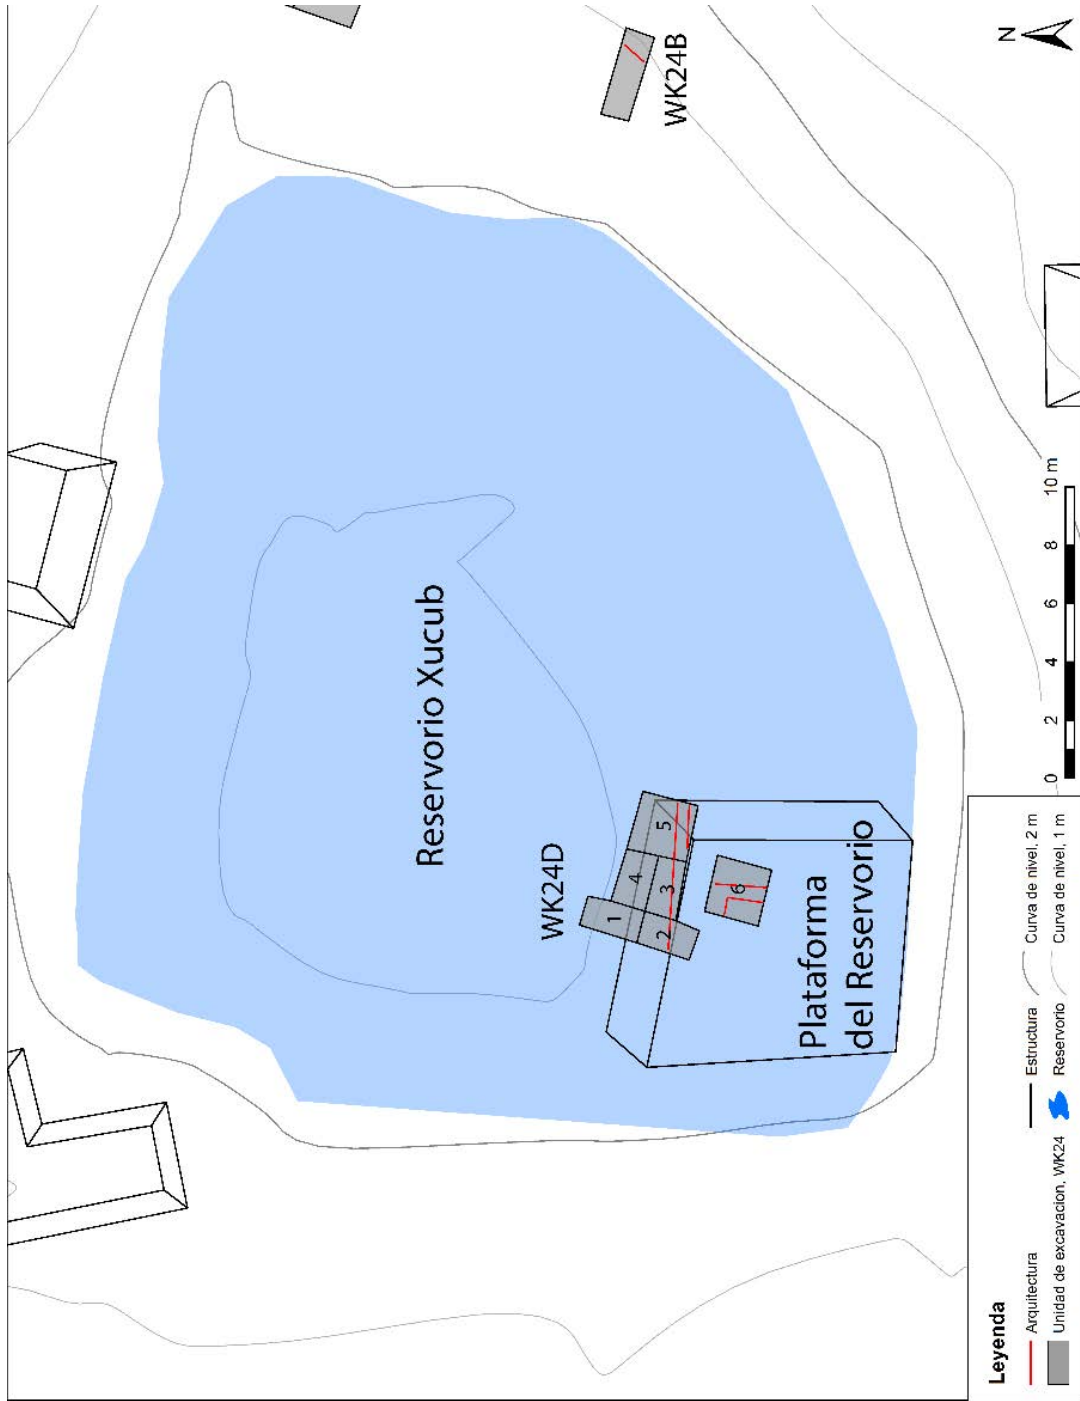 N
WK24B
Reservorio Xucub
WK24D
1
2
3
4
5
6
Plataforma
del Reservorio
0 2 4 6 8 10 m
Leyenda
Arquitectura
Estructura
Curva de nivel, 2 m
Unidad de excavacion, WK24
Reservorio
Curva de nivel, 1 m